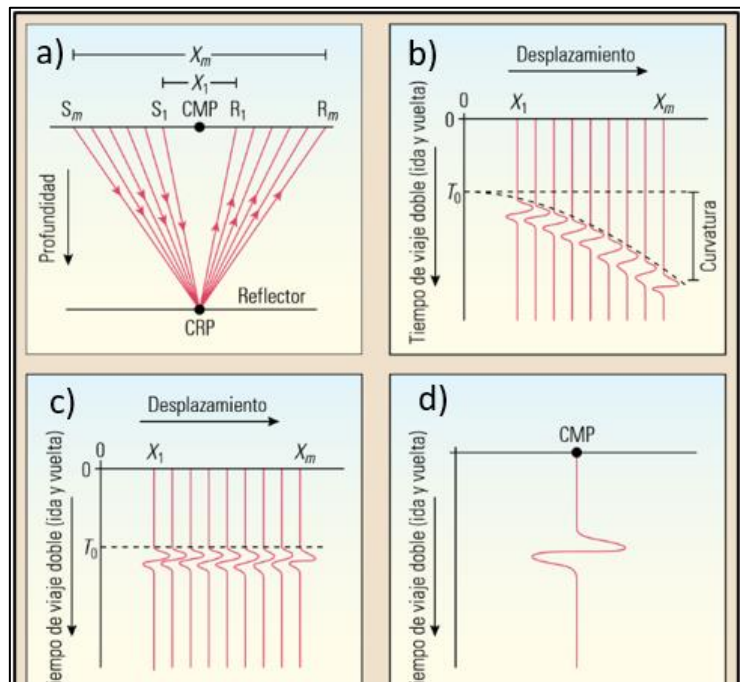 a)
Xm
X1
Sm S1 CMP R1 Rm
Profundidad
Reflector
CRP
b)
Desplazamiento
0 X1 Xm
0
T0
Tiempo de viaje doble (ida y vuelta)
Curvatura
c)
Desplazamiento
0 X1 Xm
0
T0
iempo de viaje doble (ida y vuelta)
d)
CMP
iempo de viaje doble (ida y vuelta)